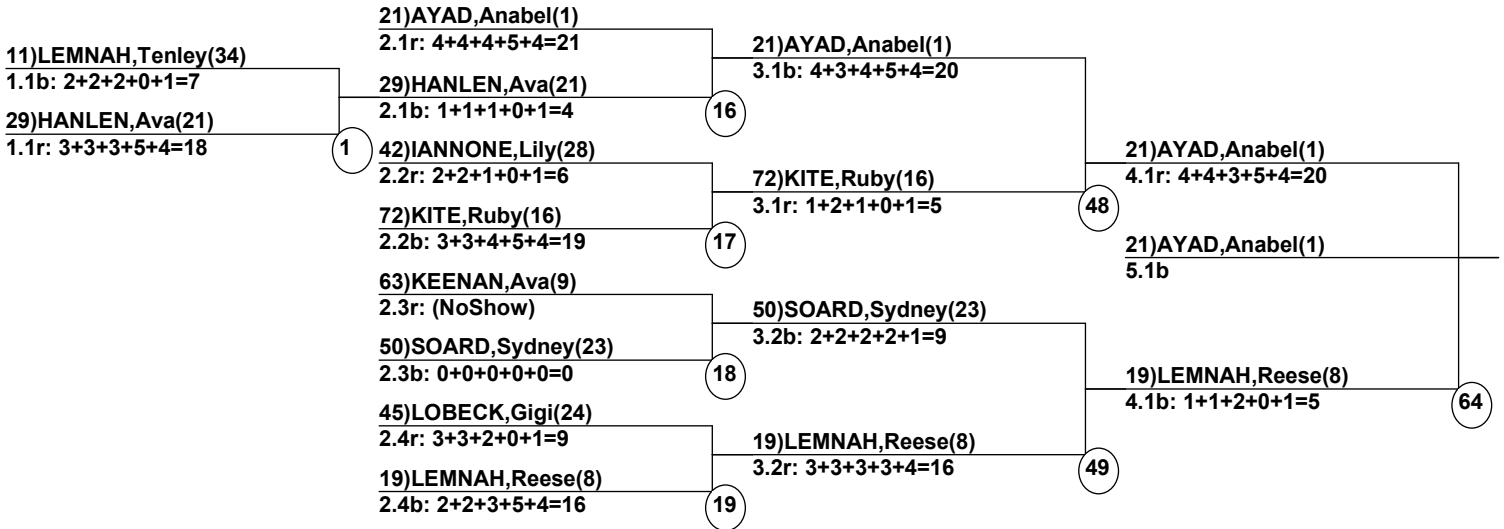 11)LEMNAH,Tenley(34)
1.1b: 2+2+2+0+1=7
29)HANLEN,Ava(21)
1.1r: 3+3+3+5+4=18
1
21)AYAD,Anabel(1)
2.1r: 4+4+4+5+4=21
29)HANLEN,Ava(21)
2.1b: 1+1+1+0+1=4
16
42)IANNONE,Lily(28)
2.2r: 2+2+1+0+1=6
72)KITE,Ruby(16)
2.2b: 3+3+4+5+4=19
17
63)KEENAN,Ava(9)
2.3r: (NoShow)
50)SOARD,Sydney(23)
2.3b: 0+0+0+0+0=0
18
45)LOBECK,Gigi(24)
2.4r: 3+3+2+0+1=9
19)LEMNAH,Reese(8)
2.4b: 2+2+3+5+4=16
19
21)AYAD,Anabel(1)
3.1b: 4+3+4+5+4=20
72)KITE,Ruby(16)
3.1r: 1+2+1+0+1=5
48
50)SOARD,Sydney(23)
3.2b: 2+2+2+2+1=9
19)LEMNAH,Reese(8)
3.2r: 3+3+3+3+4=16
49
21)AYAD,Anabel(1)
4.1r: 4+4+3+5+4=20
21)AYAD,Anabel(1)
5.1b
19)LEMNAH,Reese(8)
4.1b: 1+1+2+0+1=5
64